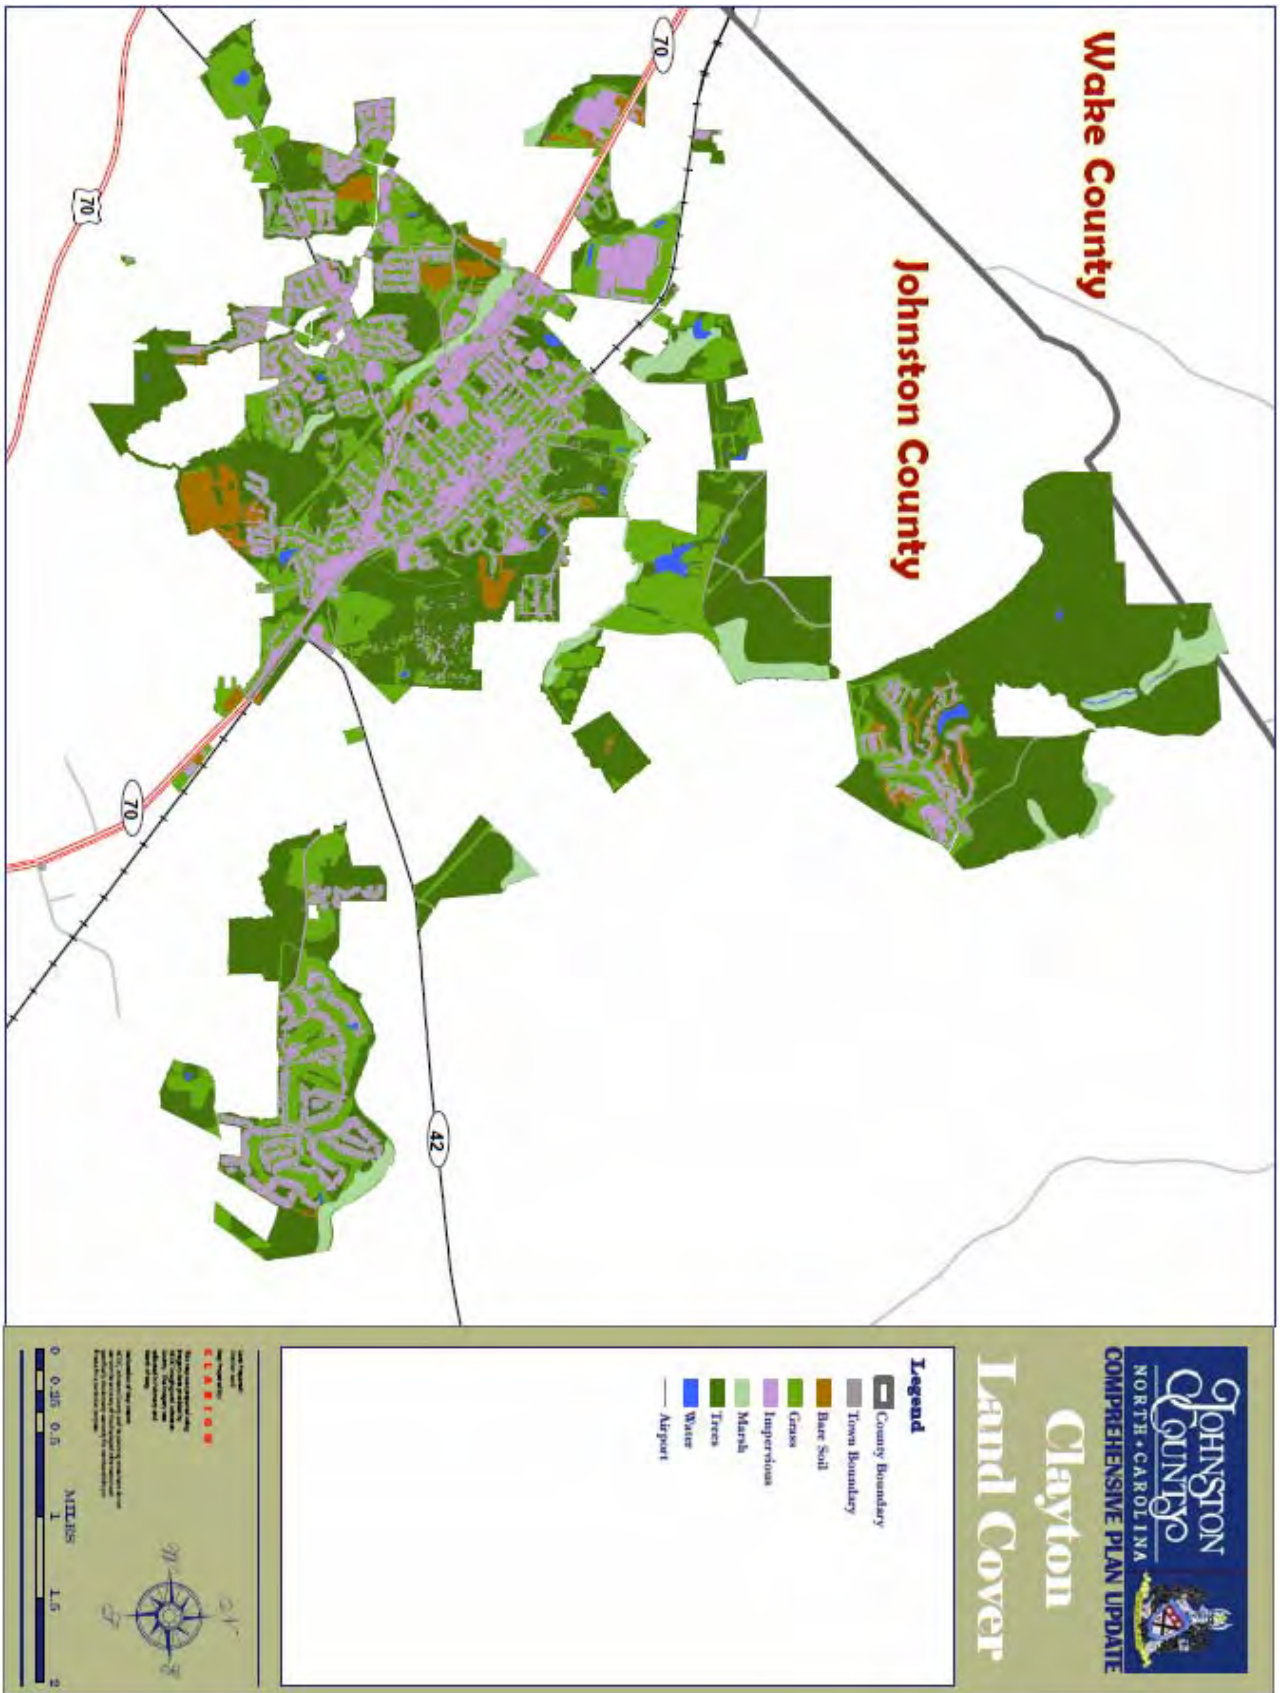 Wake County
Johnston County
70
70
70
42
JOHNSTON
COUNTY
NORTH • CAROLINA
COMPREHENSIVE PLAN UPDATE
Clayton
Land Cover
Legend
County Boundary
Town Boundary
Bare Soil
Grass
Impervious
Marsh
Trees
Water
Airport
CLARION
N
W
E
S
0 0.25 0.5 1 1.5 2
MILES